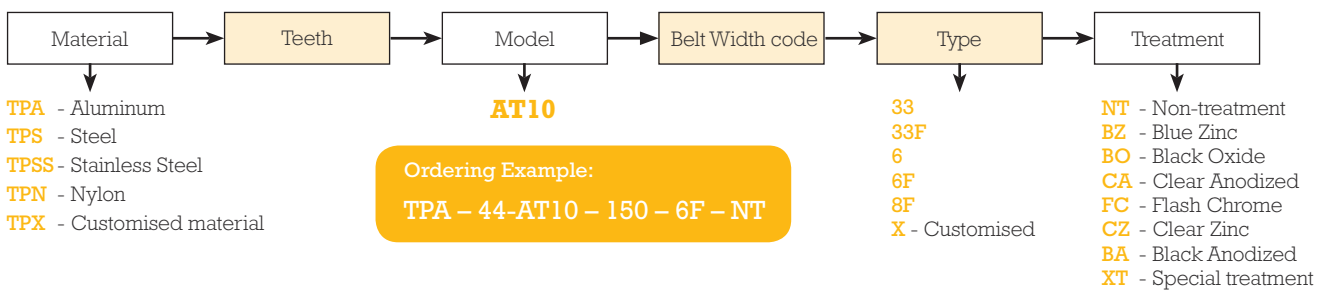 Material
Teeth
Model
Belt Width code
Type
Treatment
TPA - Aluminum
TPS - Steel
TPSS - Stainless Steel
TPN - Nylon
TPX - Customised material
AT10
Ordering Example:
TPA – 44-AT10 – 150 – 6F – NT
33
33F
6
6F
8F
X - Customised
NT - Non-treatment
BZ - Blue Zinc
BO - Black Oxide
CA - Clear Anodized
FC - Flash Chrome
CZ - Clear Zinc
BA - Black Anodized
XT - Special treatment